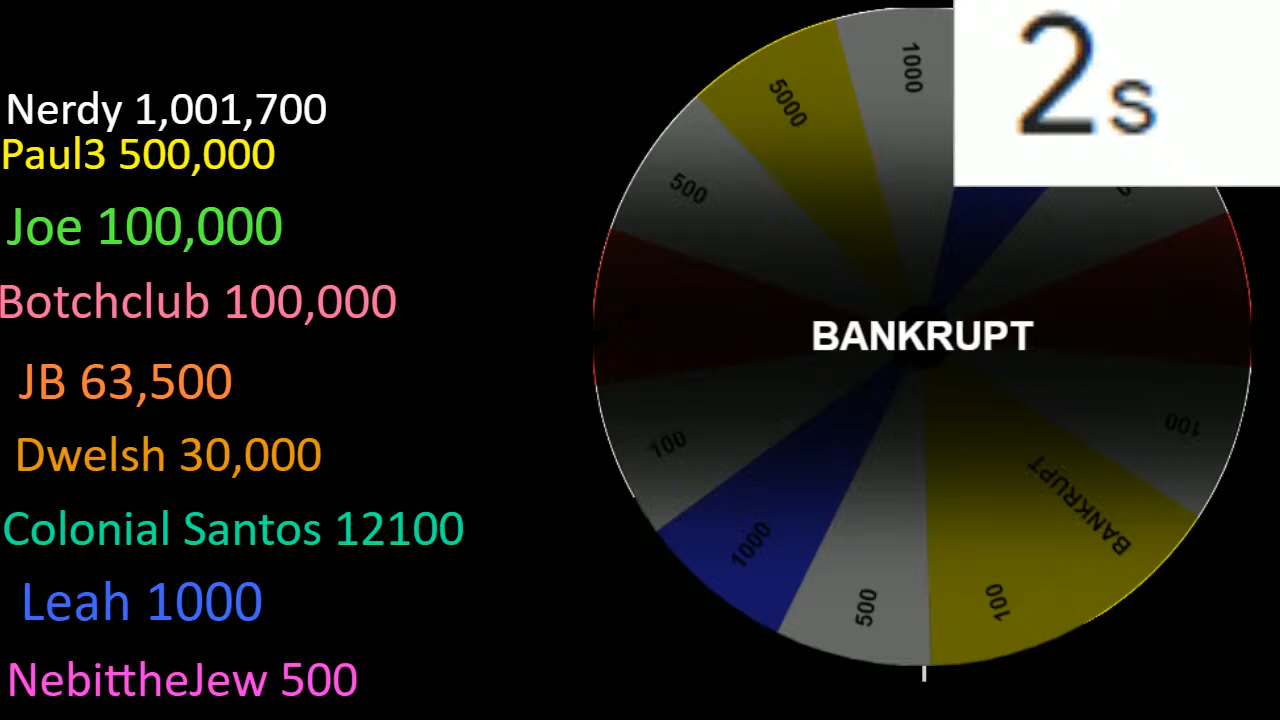 Nerdy 1,001,700
Paul3 500,000
Joe 100,000
Botchclub 100,000
JB 63,500
Dwelsh 30,000
Colonial Santos 12100
Leah 1000
NebittheJew 500
2s
1000
5000
500
BANKRUPT
100
100
BANKRUPT
1000
500
100